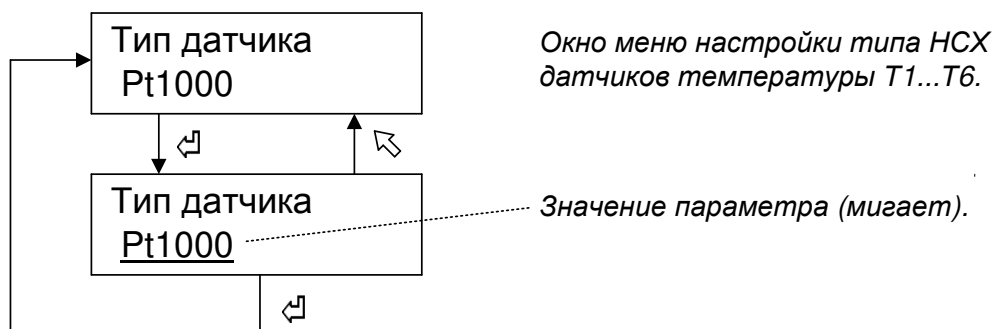 Тип датчика
Pt1000
Окно меню настройки типа НСХ
датчиков температуры Т1...Т6.
Тип датчика
Pt1000
Значение параметра (мигает).